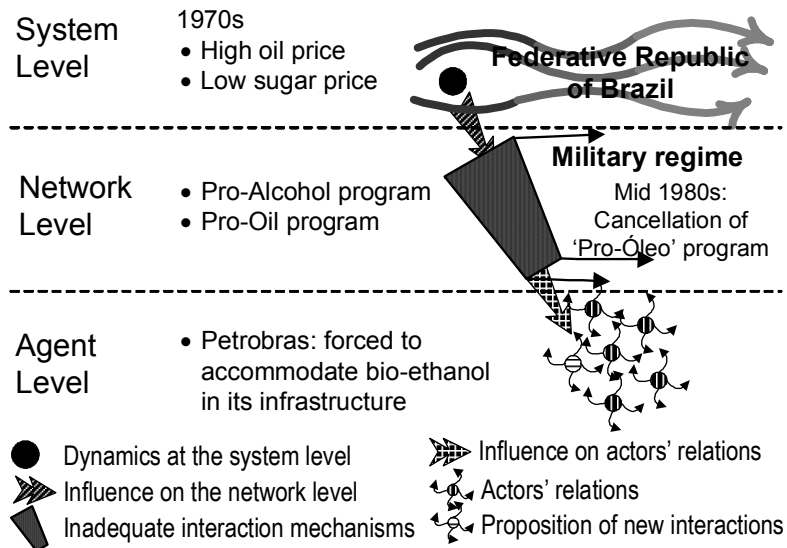 System
Level
1970s
• High oil price
• Low sugar price
Federative Republic
of Brazil
Network
Level
• Pro-Alcohol program
• Pro-Oil program
Military regime
Mid 1980s:
Cancellation of
‘Pro-Óleo’ program
Agent
Level
• Petrobras: forced to
accommodate bio-ethanol
in its infrastructure
Dynamics at the system level
Influence on the network level
Inadequate interaction mechanisms
Influence on actors’ relations
Actors’ relations
Proposition of new interactions